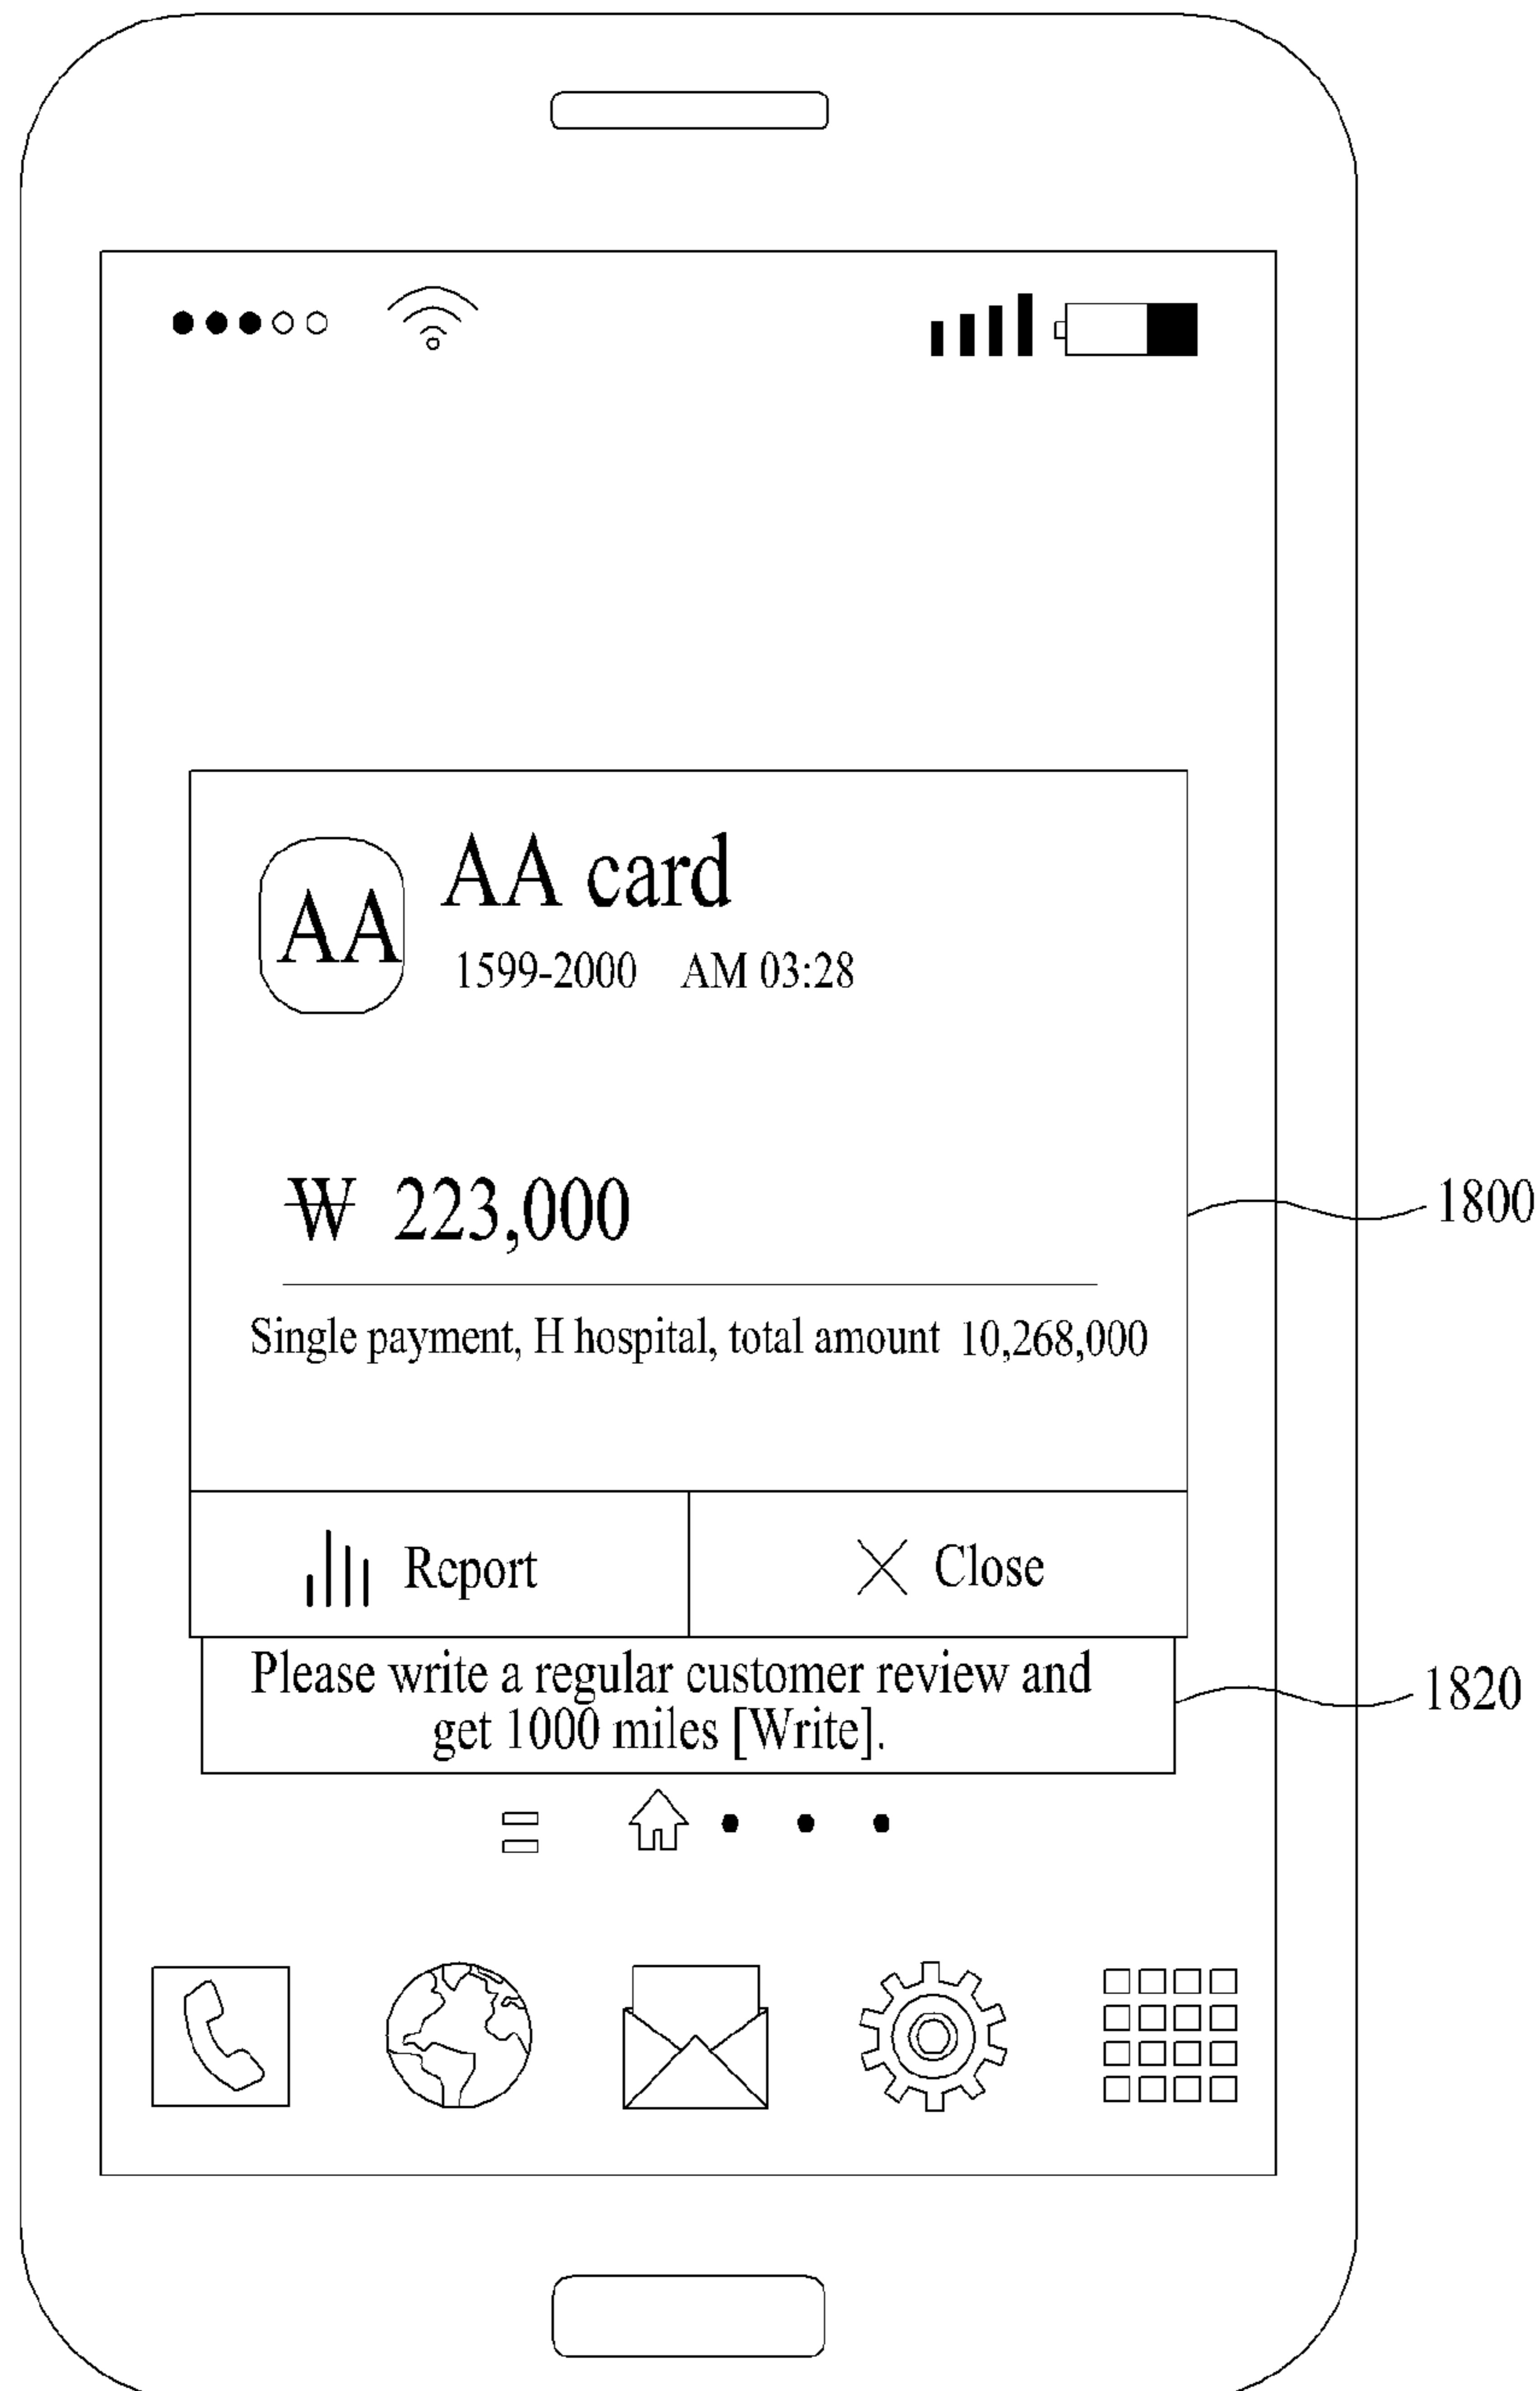 AA card
AA
1599-2000 AM 03:28
₩ 223,000
1800
Single payment, H hospital, total amount 10,268,000
Report
Close
Please write a regular customer review and
get 1000 miles [Write].
1820